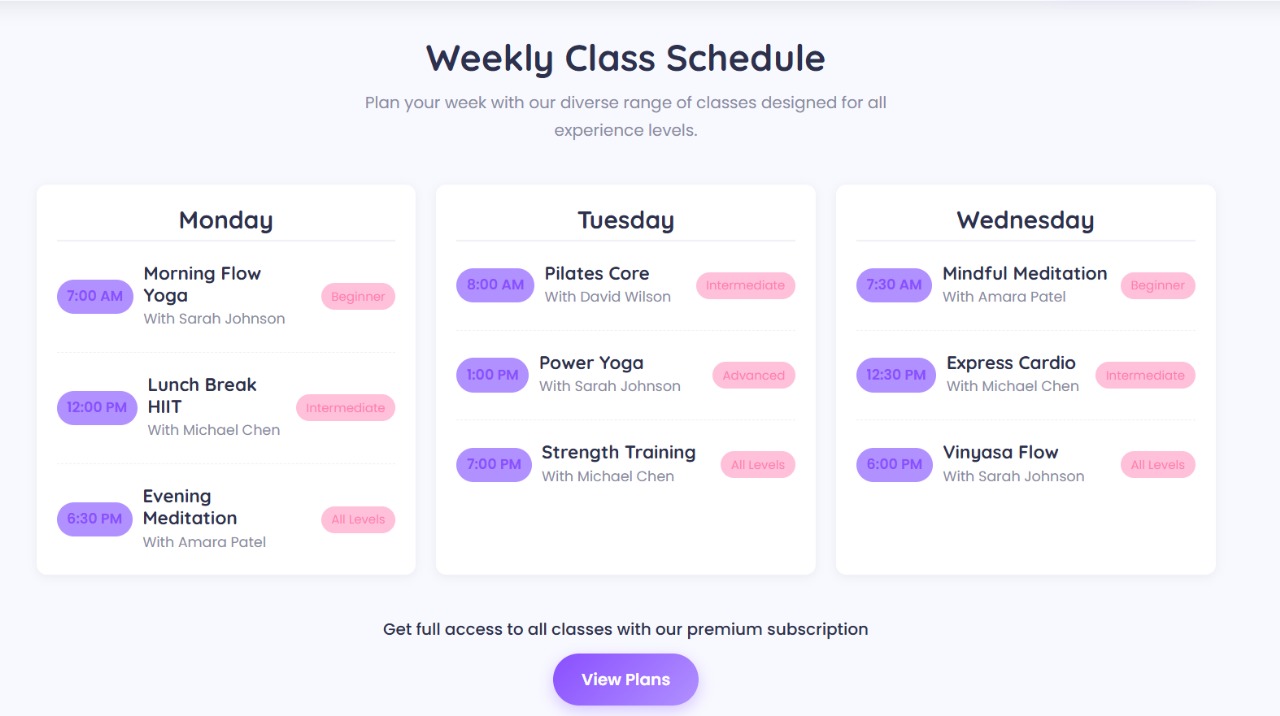 Weekly Class Schedule
Plan your week with our diverse range of classes designed for all
experience levels.
Monday
7:00 AM
Morning Flow
Yoga
With Sarah Johnson
Beginner
12:00 PM
Lunch Break
HIIT
With Michael Chen
Intermediate
6:30 PM
Evening
Meditation
With Amara Patel
All Levels
Tuesday
8:00 AM
Pilates Core
With David Wilson
Intermediate
1:00 PM
Power Yoga
With Sarah Johnson
Advanced
7:00 PM
Strength Training
With Michael Chen
All Levels
Wednesday
7:30 AM
Mindful Meditation
With Amara Patel
Beginner
12:30 PM
Express Cardio
With Michael Chen
Intermediate
6:00 PM
Vinyasa Flow
With Sarah Johnson
All Levels
Get full access to all classes with our premium subscription
View Plans